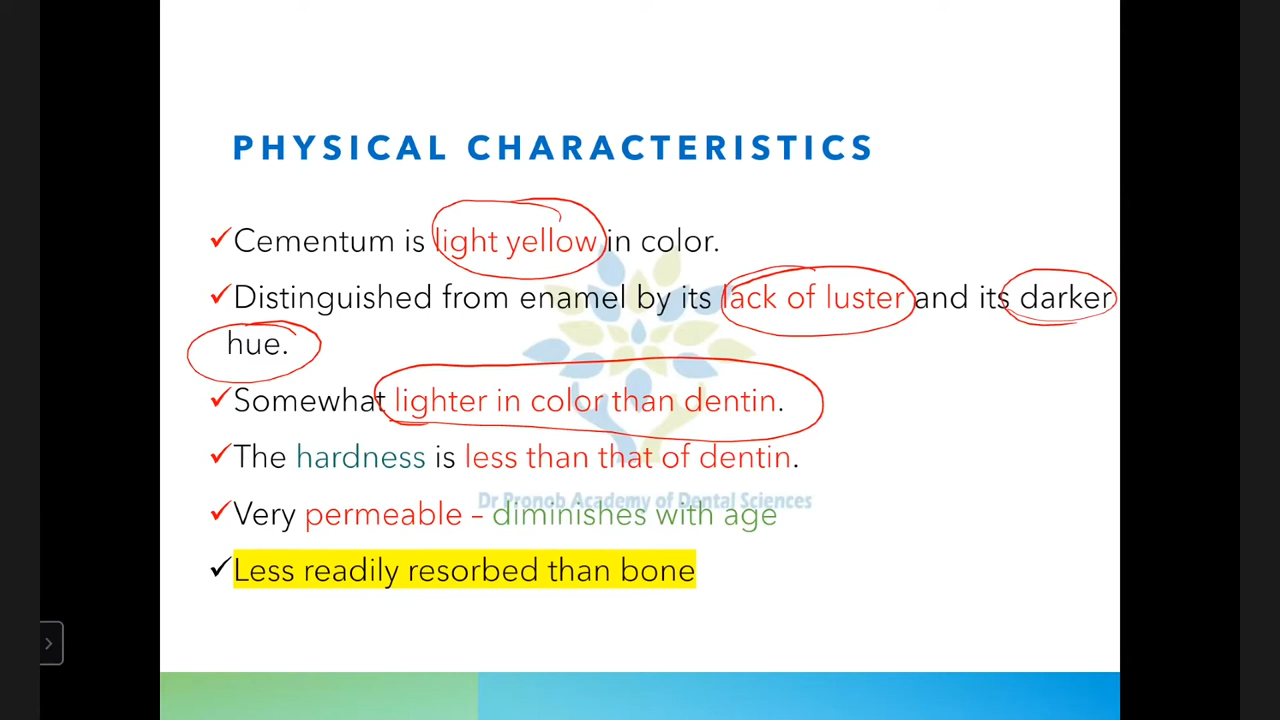 PHYSICAL CHARACTERISTICS
✓Cementum is light yellow in color.
✓Distinguished from enamel by its lack of luster and its darker
hue.
✓Somewhat lighter in color than dentin.
✓The hardness is less than that of dentin.
Dr Pronob Academy of Dental Sciences
✓Very permeable – diminishes with age
✓Less readily resorbed than bone